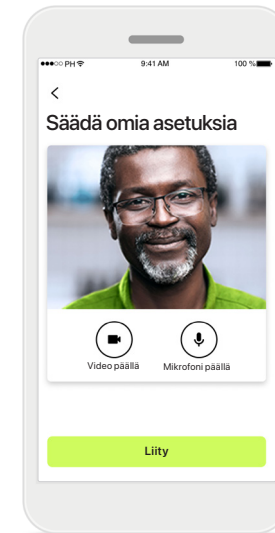 PH 9:41 AM 100 %
Säädä omia asetuksia
Video päällä Mikrofoni päällä
Liity